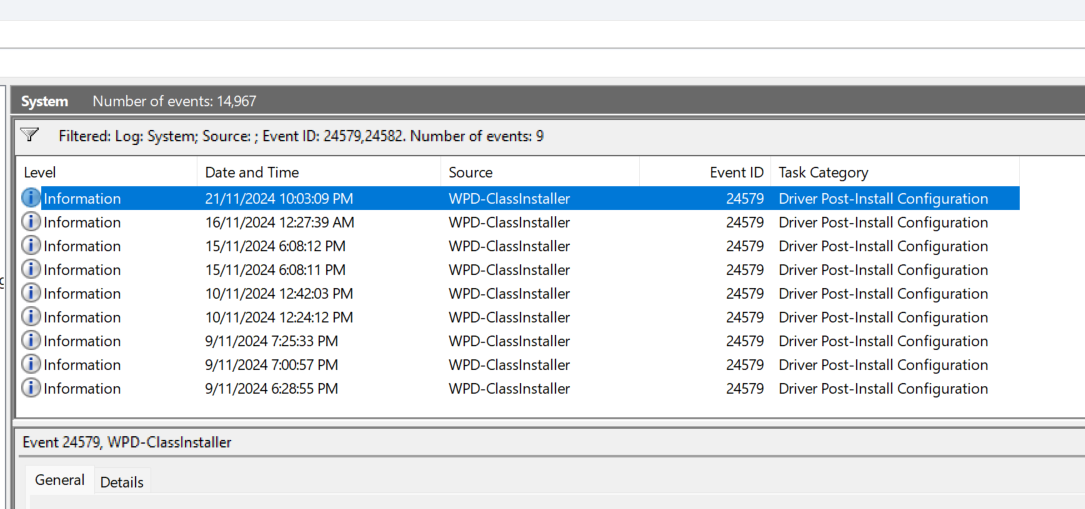 System Number of events: 14,967
Filtered: Log: System; Source: ; Event ID: 24579,24582. Number of events: 9
Level Date and Time Source Event ID Task Category
Information 21/11/2024 10:03:09 PM WPD-ClassInstaller 24579 Driver Post-Install Configuration
Information 16/11/2024 12:27:39 AM WPD-ClassInstaller 24579 Driver Post-Install Configuration
Information 15/11/2024 6:08:12 PM WPD-ClassInstaller 24579 Driver Post-Install Configuration
Information 15/11/2024 6:08:11 PM WPD-ClassInstaller 24579 Driver Post-Install Configuration
Information 10/11/2024 12:42:03 PM WPD-ClassInstaller 24579 Driver Post-Install Configuration
Information 10/11/2024 12:24:12 PM WPD-ClassInstaller 24579 Driver Post-Install Configuration
Information 9/11/2024 7:25:33 PM WPD-ClassInstaller 24579 Driver Post-Install Configuration
Information 9/11/2024 7:00:57 PM WPD-ClassInstaller 24579 Driver Post-Install Configuration
Information 9/11/2024 6:28:55 PM WPD-ClassInstaller 24579 Driver Post-Install Configuration
Event 24579, WPD-ClassInstaller
General Details